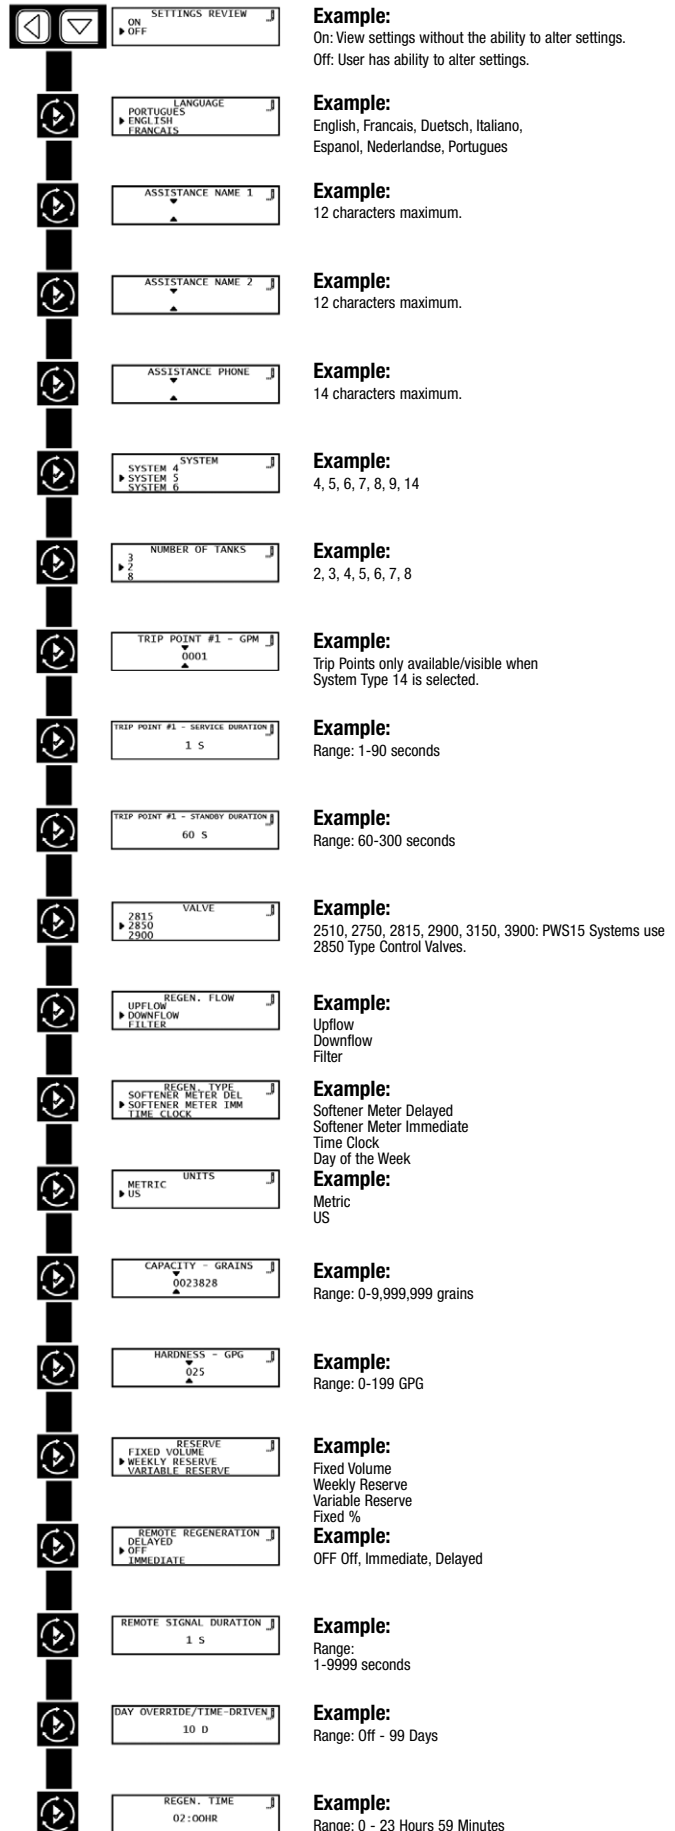 SETTINGS REVIEW
ON
OFF
Example:
On: View settings without the ability to alter settings.
Off: User has ability to alter settings.
LANGUAGE
PORTUGUÊS
ENGLISH
FRANCAIS
Example:
English, Francais, Duetsch, Italiano,
Espanol, Nederlandse, Portugues
ASSISTANCE NAME 1
Example:
12 characters maximum.
ASSISTANCE NAME 2
Example:
12 characters maximum.
ASSISTANCE PHONE
Example:
14 characters maximum.
SYSTEM
SYSTEM 4
SYSTEM 5
SYSTEM 6
Example:
4, 5, 6, 7, 8, 9, 14
NUMBER OF TANKS
3
2
8
Example:
2, 3, 4, 5, 6, 7, 8
TRIP POINT #1 - GPM
0001
Example:
Trip Points only available/visible when
System Type 14 is selected.
TRIP POINT #1 - SERVICE DURATION
1 S
Example:
Range: 1-90 seconds
TRIP POINT #1 - STANDBY DURATION
60 S
Example:
Range: 60-300 seconds
VALVE
2815
2850
2900
Example:
2510, 2750, 2815, 2900, 3150, 3900: PWS15 Systems use
2850 Type Control Valves.
REGEN. FLOW
UPFLOW
DOWNFLOW
FILTER
Example:
Upflow
Downflow
Filter
REGEN. TYPE
SOFTENER METER DEL
SOFTENER METER IMM
TIME CLOCK
Example:
Softener Meter Delayed
Softener Meter Immediate
Time Clock
Day of the Week
UNITS
METRIC
US
Example:
Metric
US
CAPACITY - GRAINS
0023828
Example:
Range: 0-9,999,999 grains
HARDNESS - GPG
025
Example:
Range: 0-199 GPG
RESERVE
FIXED VOLUME
WEEKLY RESERVE
VARIABLE RESERVE
Example:
Fixed Volume
Weekly Reserve
Variable Reserve
Fixed %
REMOTE REGENERATION
DELAYED
OFF
IMMEDIATE
Example:
OFF Off, Immediate, Delayed
REMOTE SIGNAL DURATION
1 S
Example:
Range:
1-9999 seconds
DAY OVERRIDE/TIME-DRIVEN
10 D
Example:
Range: Off - 99 Days
REGEN. TIME
02:00HR
Example:
Range: 0 - 23 Hours 59 Minutes